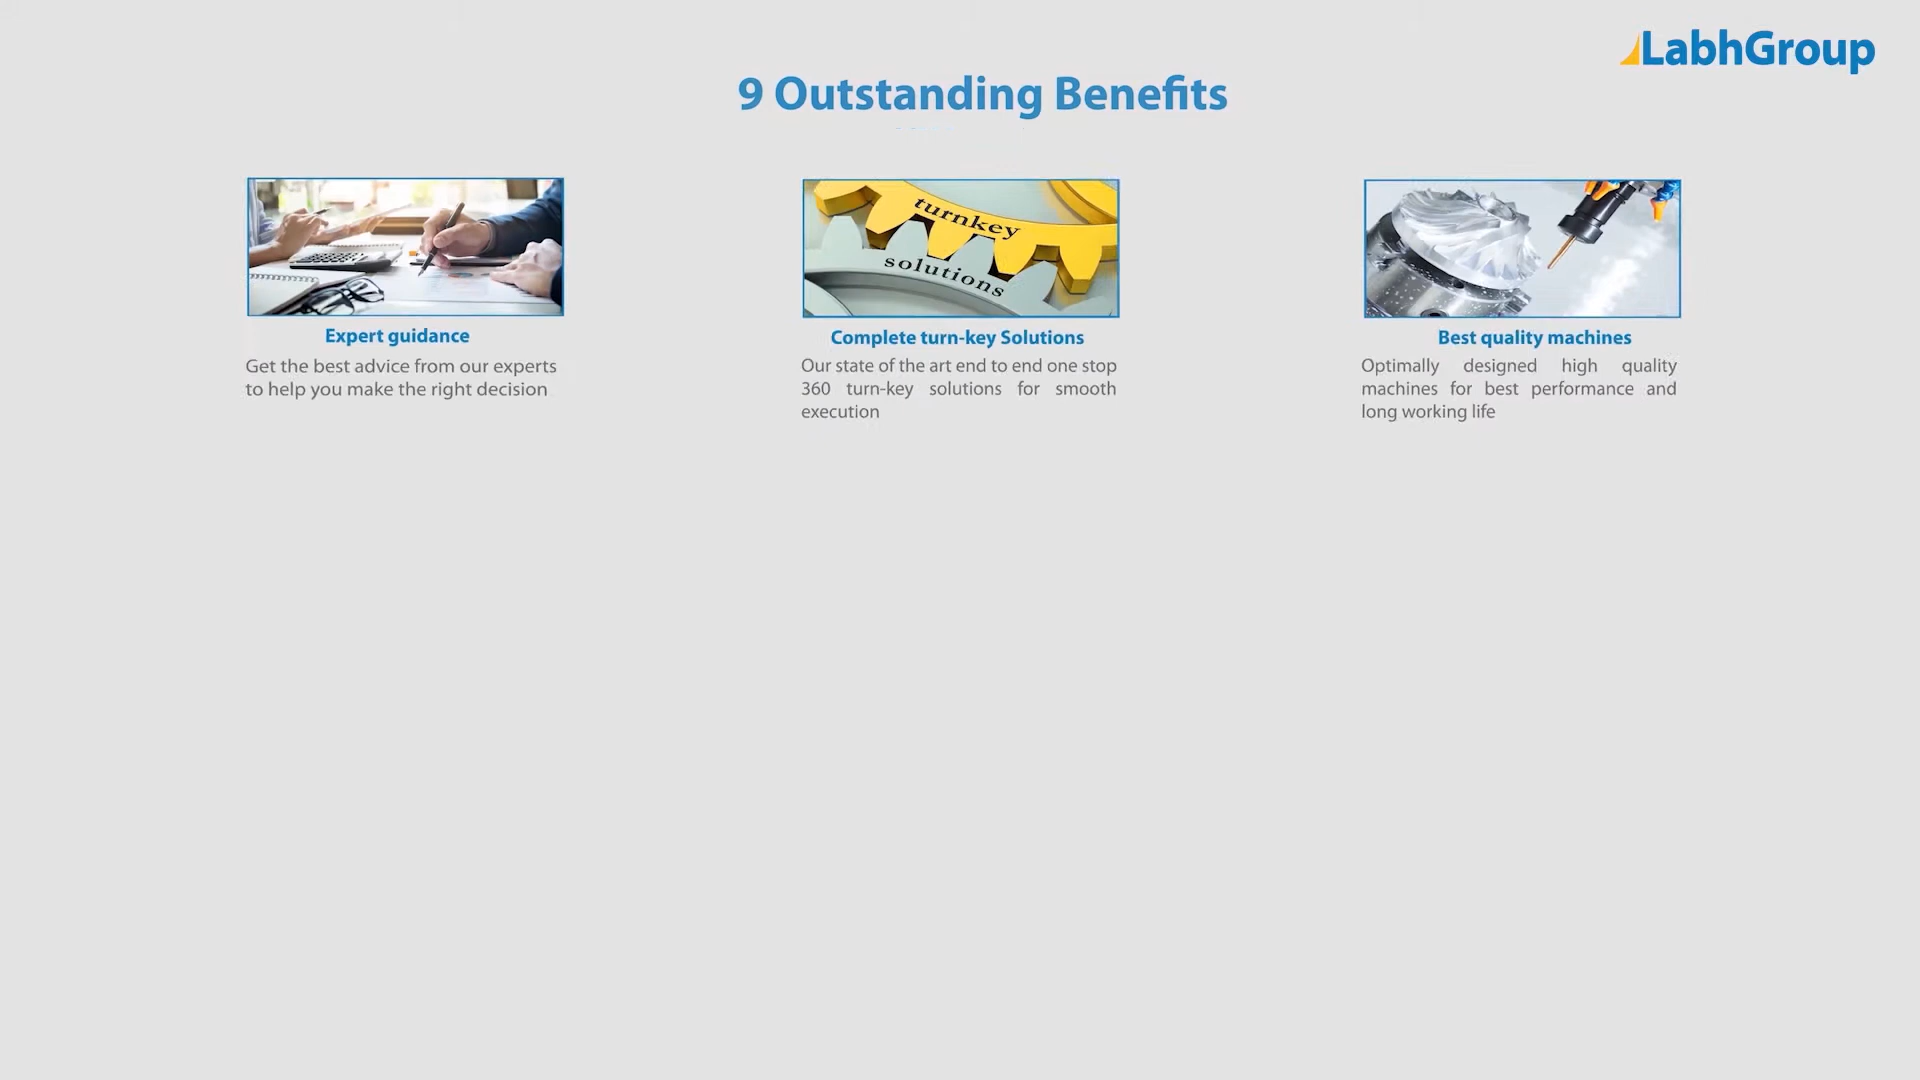 LabhGroup
9 Outstanding Benefits
turnkey
solutions
Expert guidance
Get the best advice from our experts
to help you make the right decision
Complete turn-key Solutions
Our state of the art end to end one stop
360 turn-key solutions for smooth
execution
Best quality machines
Optimally designed high quality
machines for best performance and
long working life